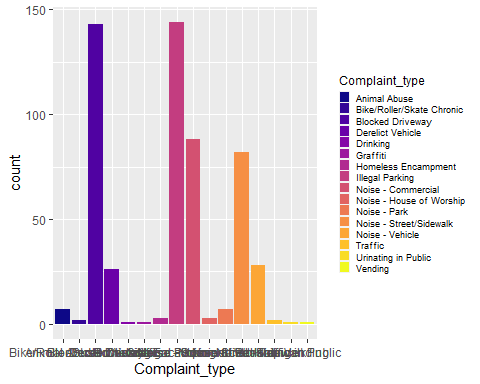 150
100
50
0
count
Complaint_type
Complaint_type
Animal Abuse
Bike/Roller/Skate Chronic
Blocked Driveway
Derelict Vehicle
Drinking
Graffiti
Homeless Encampment
Illegal Parking
Noise - Commercial
Noise - House of Worship
Noise - Park
Noise - Street/Sidewalk
Noise - Vehicle
Traffic
Urinating in Public
Vending